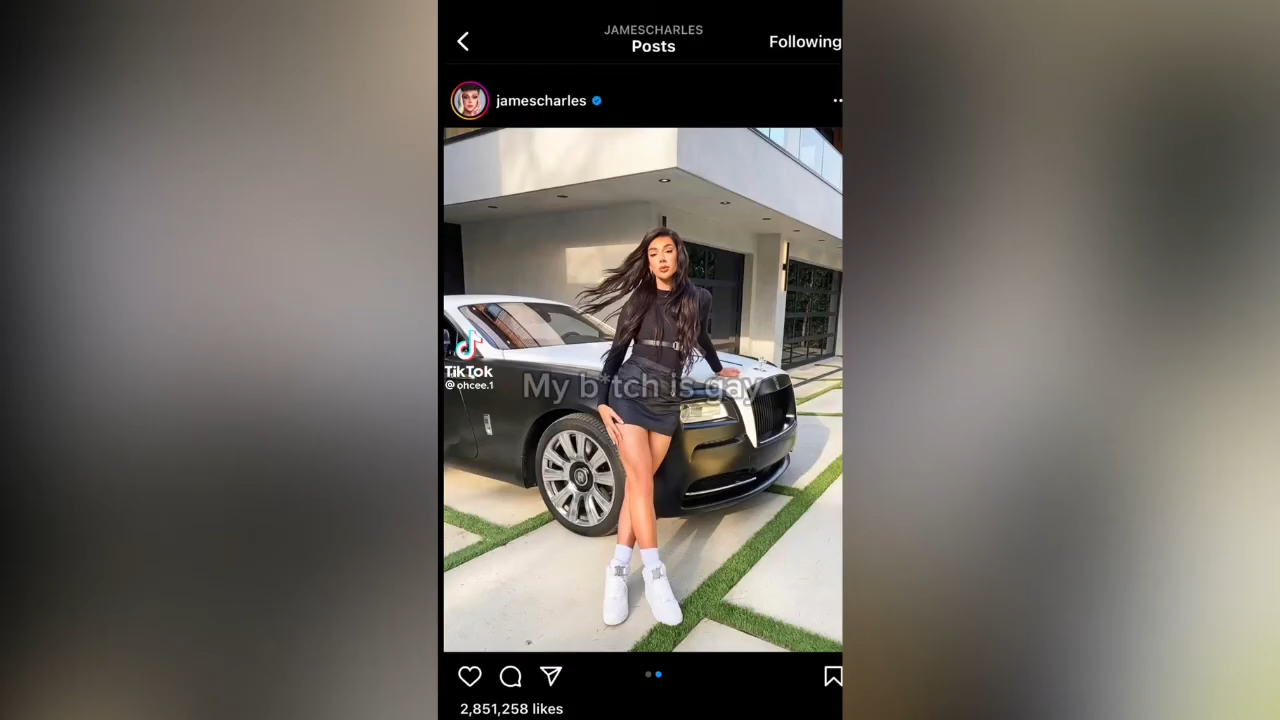 JAMESCHARLES
Posts
Following
jamescharles
TikTok
@ohcee.1
My b*tch is gay
2,851,258 likes